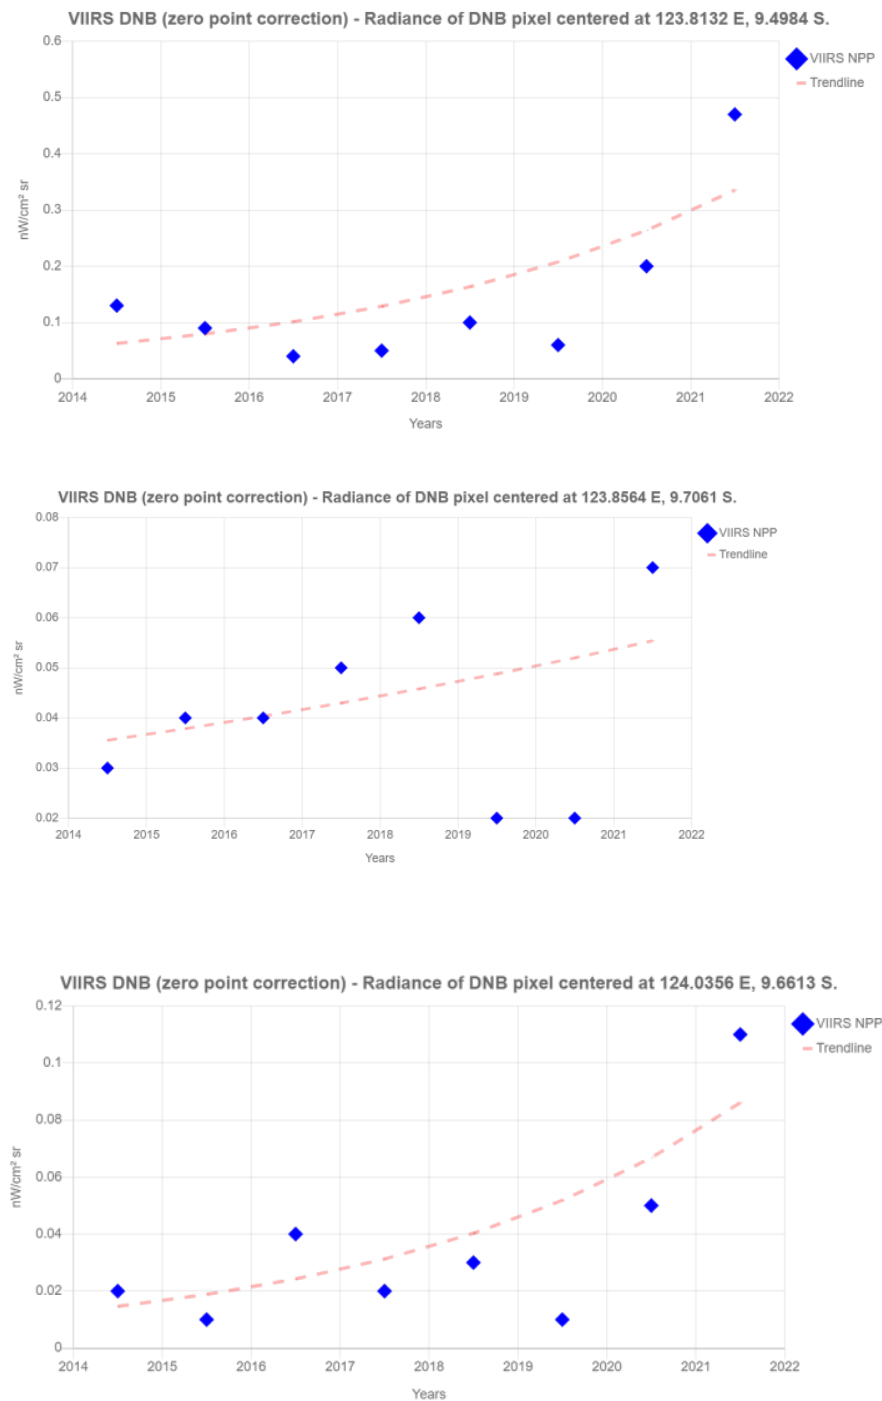 VIIRS DNB (zero point correction) - Radiance of DNB pixel centered at 123.8132 E, 9.4984 S.
0.6
VIIRS NPP
Trendline
0.5
0.4
0.3
0.2
0.1
0
nW/cm² sr
2014 2015 2016 2017 2018 2019 2020 2021 2022
Years
VIIRS DNB (zero point correction) - Radiance of DNB pixel centered at 123.8564 E, 9.7061 S.
0.08
VIIRS NPP
Trendline
0.07
0.06
0.05
0.04
0.03
0.02
nW/cm² sr
2014 2015 2016 2017 2018 2019 2020 2021 2022
Years
VIIRS DNB (zero point correction) - Radiance of DNB pixel centered at 124.0356 E, 9.6613 S.
0.12
VIIRS NPP
Trendline
0.1
0.08
0.06
0.04
0.02
0
nW/cm² sr
2014 2015 2016 2017 2018 2019 2020 2021 2022
Years